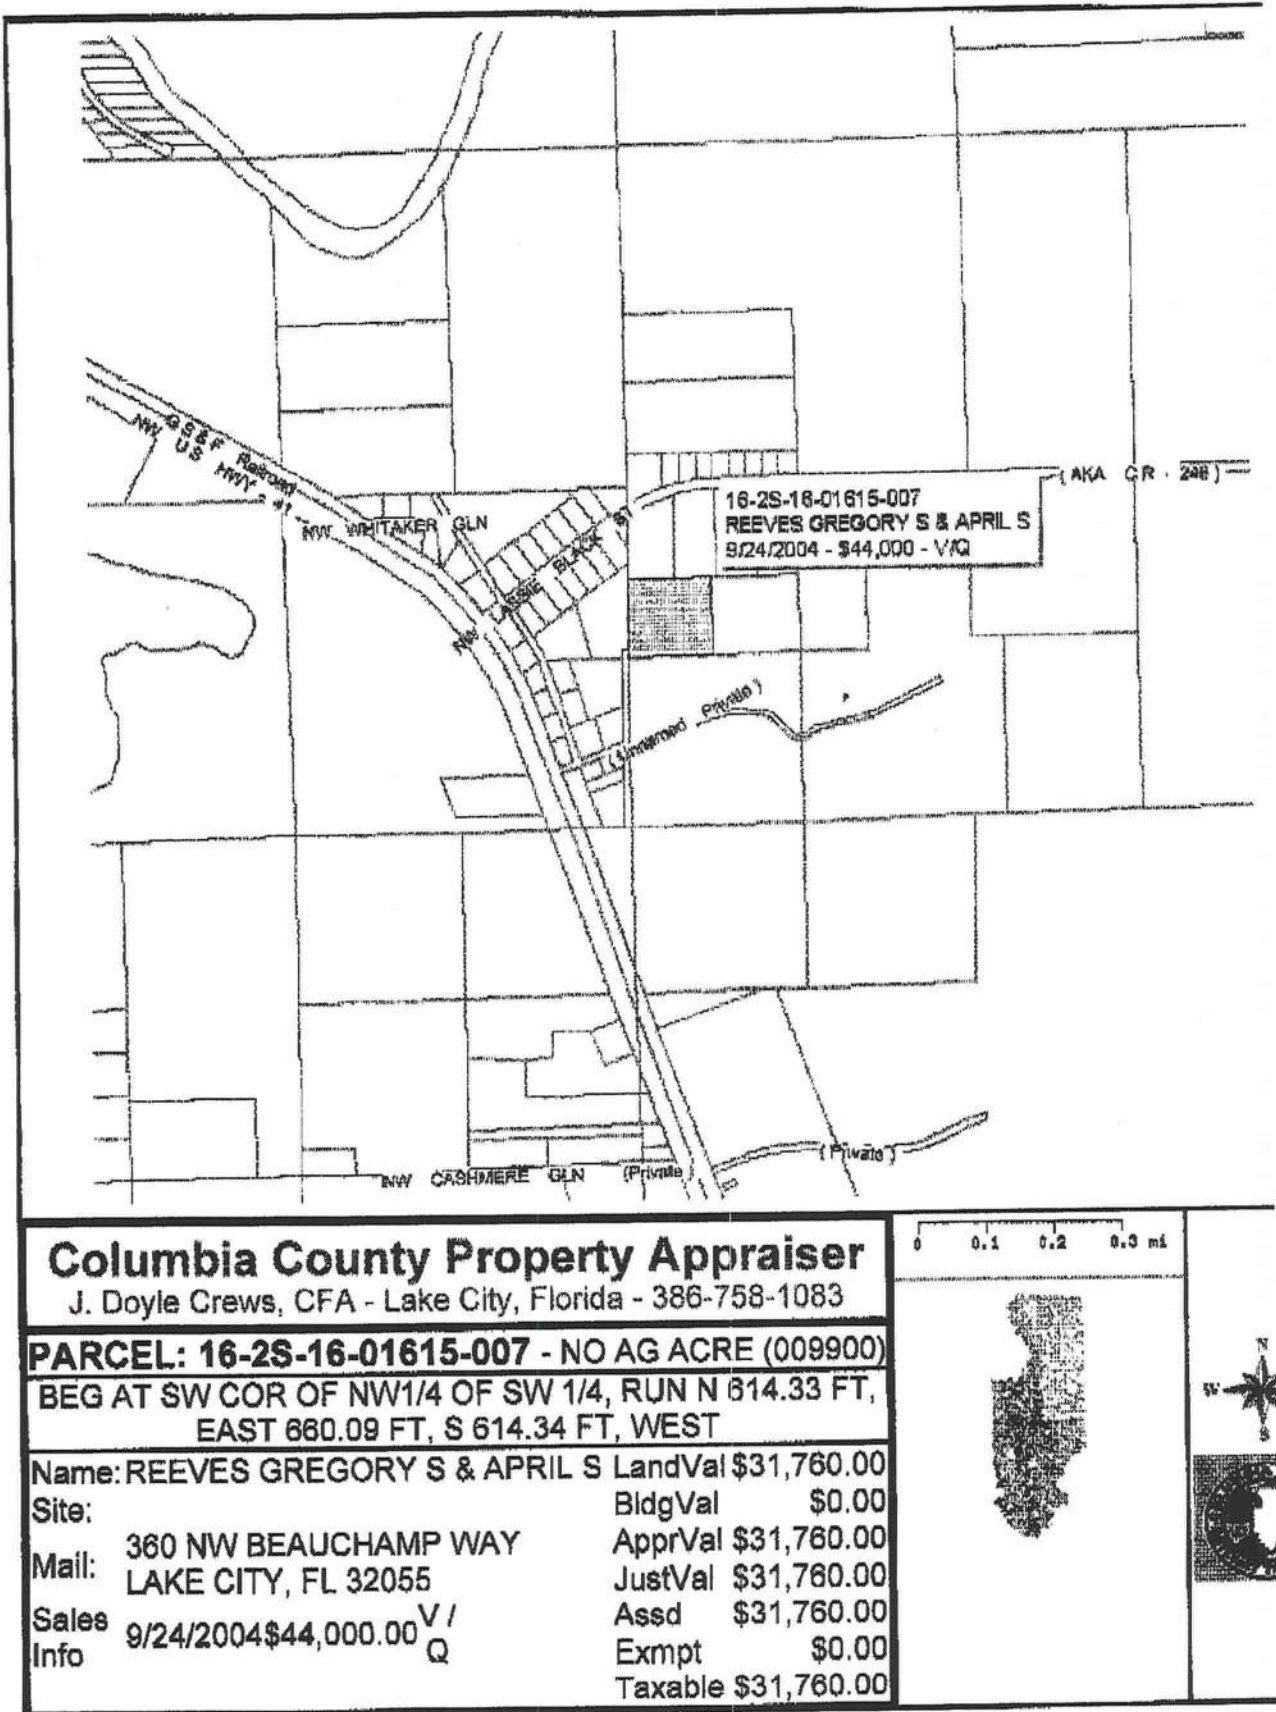 G S & F Railroad
NW US HWY 41
NW WHITAKER GLN
LASSIE BLACK ST
( AKA CR - 246 )
16-2S-16-01615-007
REEVES GREGORY S & APRIL S
9/24/2004 - $44,000 - V/Q
NW
( Unnamed Private )
( Private )
NW CASHMERE GLN (Private)
Columbia County Property Appraiser
J. Doyle Crews, CFA - Lake City, Florida - 386-758-1083
PARCEL: 16-2S-16-01615-007 - NO AG ACRE (009900)
BEG AT SW COR OF NW1/4 OF SW 1/4, RUN N 614.33 FT,
EAST 660.09 FT, S 614.34 FT, WEST
Name: REEVES GREGORY S & APRIL S LandVal $31,760.00
Site: BldgVal $0.00
Mail: 360 NW BEAUCHAMP WAY ApprVal $31,760.00
LAKE CITY, FL 32055 JustVal $31,760.00
Sales Info 9/24/2004 $44,000.00 V / Q Assd $31,760.00
Exmpt $0.00
Taxable $31,760.00
0 0.1 0.2 0.3 mi
N
W
S